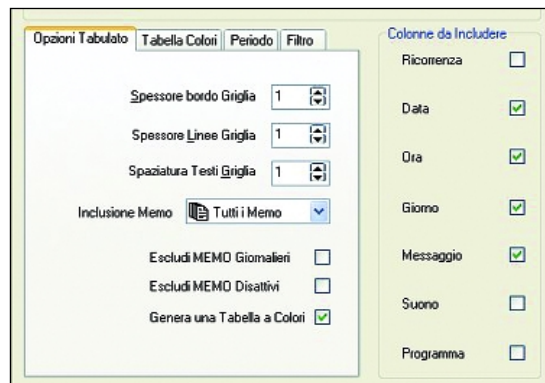 Opzioni Tabulato
Tabella Colori
Periodo
Filtro
Spessore bordo Griglia 1
Spessore Linee Griglia 1
Spaziatura Testi Griglia 1
Inclusione Memo Tutti i Memo
Escludi MEMO Giornalieri
Escludi MEMO Disattivi
Genera una Tabella a Colori
Colonne da Includere
Ricorrenza
Data
Ora
Giorno
Messaggio
Suono
Programma